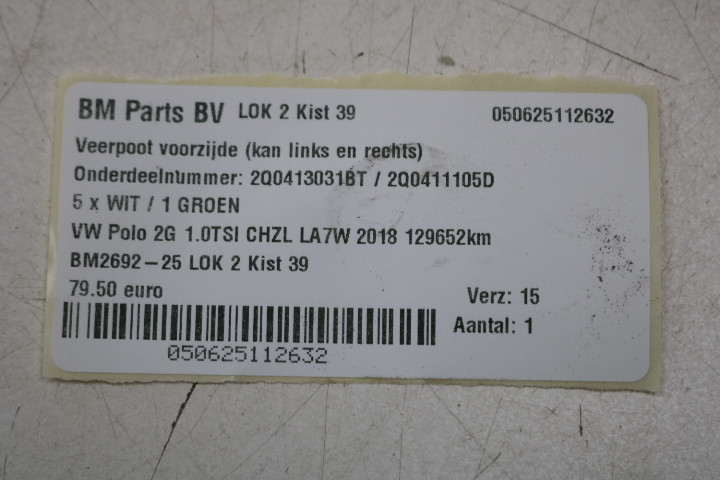 BM Parts BV LOK 2 Kist 39 050625112632
Veerpoot voorzijde (kan links en rechts)
Onderdeelnummer: 2Q0413031BT / 2Q0411105D
5 x WIT / 1 GROEN
VW Polo 2G 1.0TSI CHZL LA7W 2018 129652km
BM2692-25 LOK 2 Kist 39
79.50 euro Verz: 15
Aantal: 1
050625112632